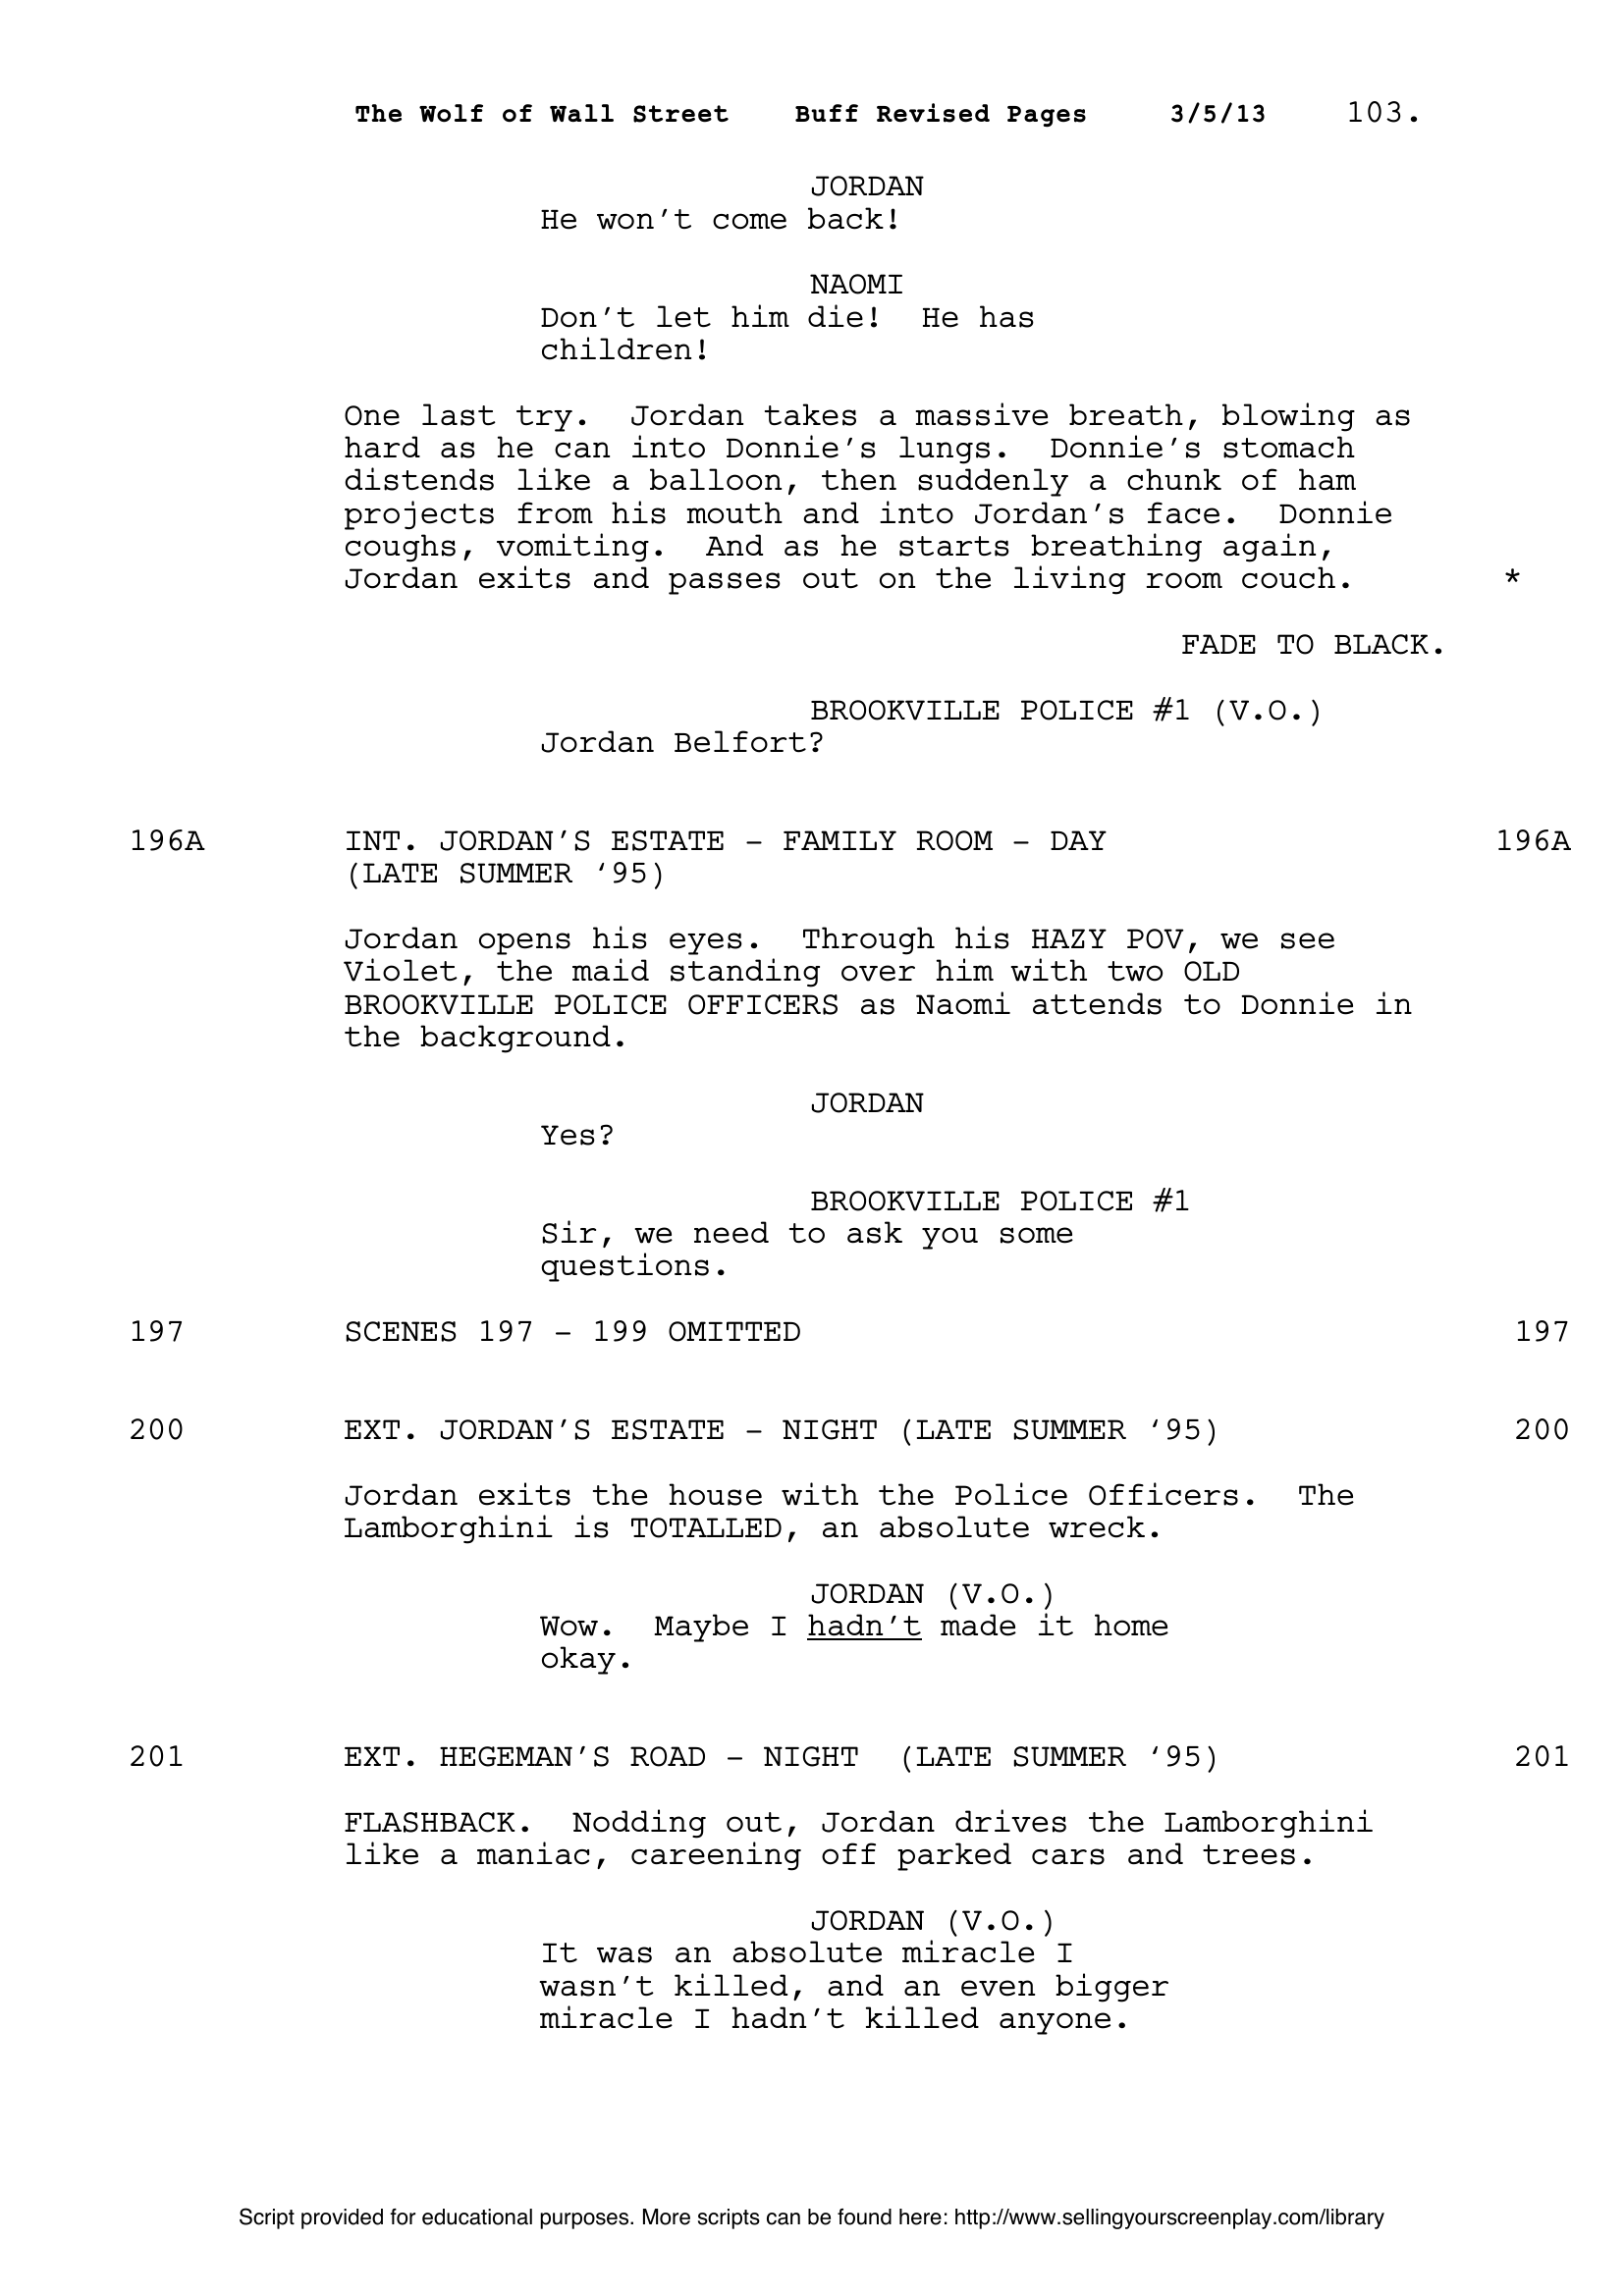 The Wolf of Wall Street    Buff Revised Pages    3/5/13    103.
JORDAN
He won’t come back!
NAOMI
Don’t let him die!  He has
children!
One last try.  Jordan takes a massive breath, blowing as
hard as he can into Donnie’s lungs.  Donnie’s stomach
distends like a balloon, then suddenly a chunk of ham
projects from his mouth and into Jordan’s face.  Donnie
coughs, vomiting.  And as he starts breathing again,
Jordan exits and passes out on the living room couch.    *
FADE TO BLACK.
BROOKVILLE POLICE #1 (V.O.)
Jordan Belfort?
196A    INT. JORDAN’S ESTATE – FAMILY ROOM – DAY    196A
(LATE SUMMER ‘95)
Jordan opens his eyes.  Through his HAZY POV, we see
Violet, the maid standing over him with two OLD
BROOKVILLE POLICE OFFICERS as Naomi attends to Donnie in
the background.
JORDAN
Yes?
BROOKVILLE POLICE #1
Sir, we need to ask you some
questions.
197    SCENES 197 – 199 OMITTED    197
200    EXT. JORDAN’S ESTATE – NIGHT (LATE SUMMER ‘95)    200
Jordan exits the house with the Police Officers.  The
Lamborghini is TOTALLED, an absolute wreck.
JORDAN (V.O.)
Wow.  Maybe I hadn’t made it home
okay.
201    EXT. HEGEMAN’S ROAD – NIGHT  (LATE SUMMER ‘95)    201
FLASHBACK.  Nodding out, Jordan drives the Lamborghini
like a maniac, careening off parked cars and trees.
JORDAN (V.O.)
It was an absolute miracle I
wasn’t killed, and an even bigger
miracle I hadn’t killed anyone.
Script provided for educational purposes. More scripts can be found here: http://www.sellingyourscreenplay.com/library